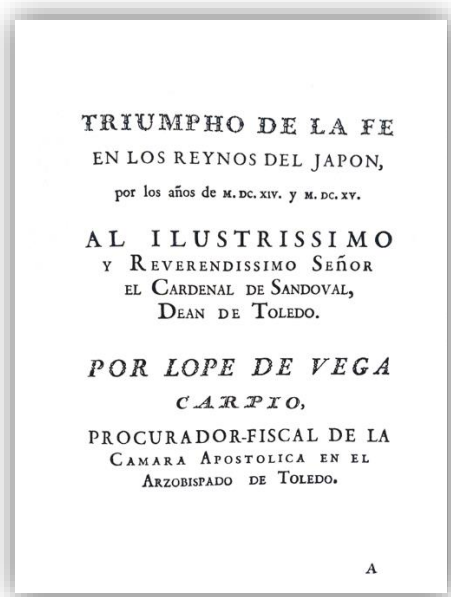 TRIUMPHO DE LA FE
EN LOS REYNOS DEL JAPON,
por los años de M. DC. XIV. y M. DC. XV.
AL ILUSTRISSIMO
Y REVERENDISSIMO SEÑOR
EL CARDENAL DE SANDOVAL,
DEAN DE TOLEDO.
POR LOPE DE VEGA
CARPIO,
PROCURADOR-FISCAL DE LA
CAMARA APOSTOLICA EN EL
ARZOBISPADO DE TOLEDO.
A